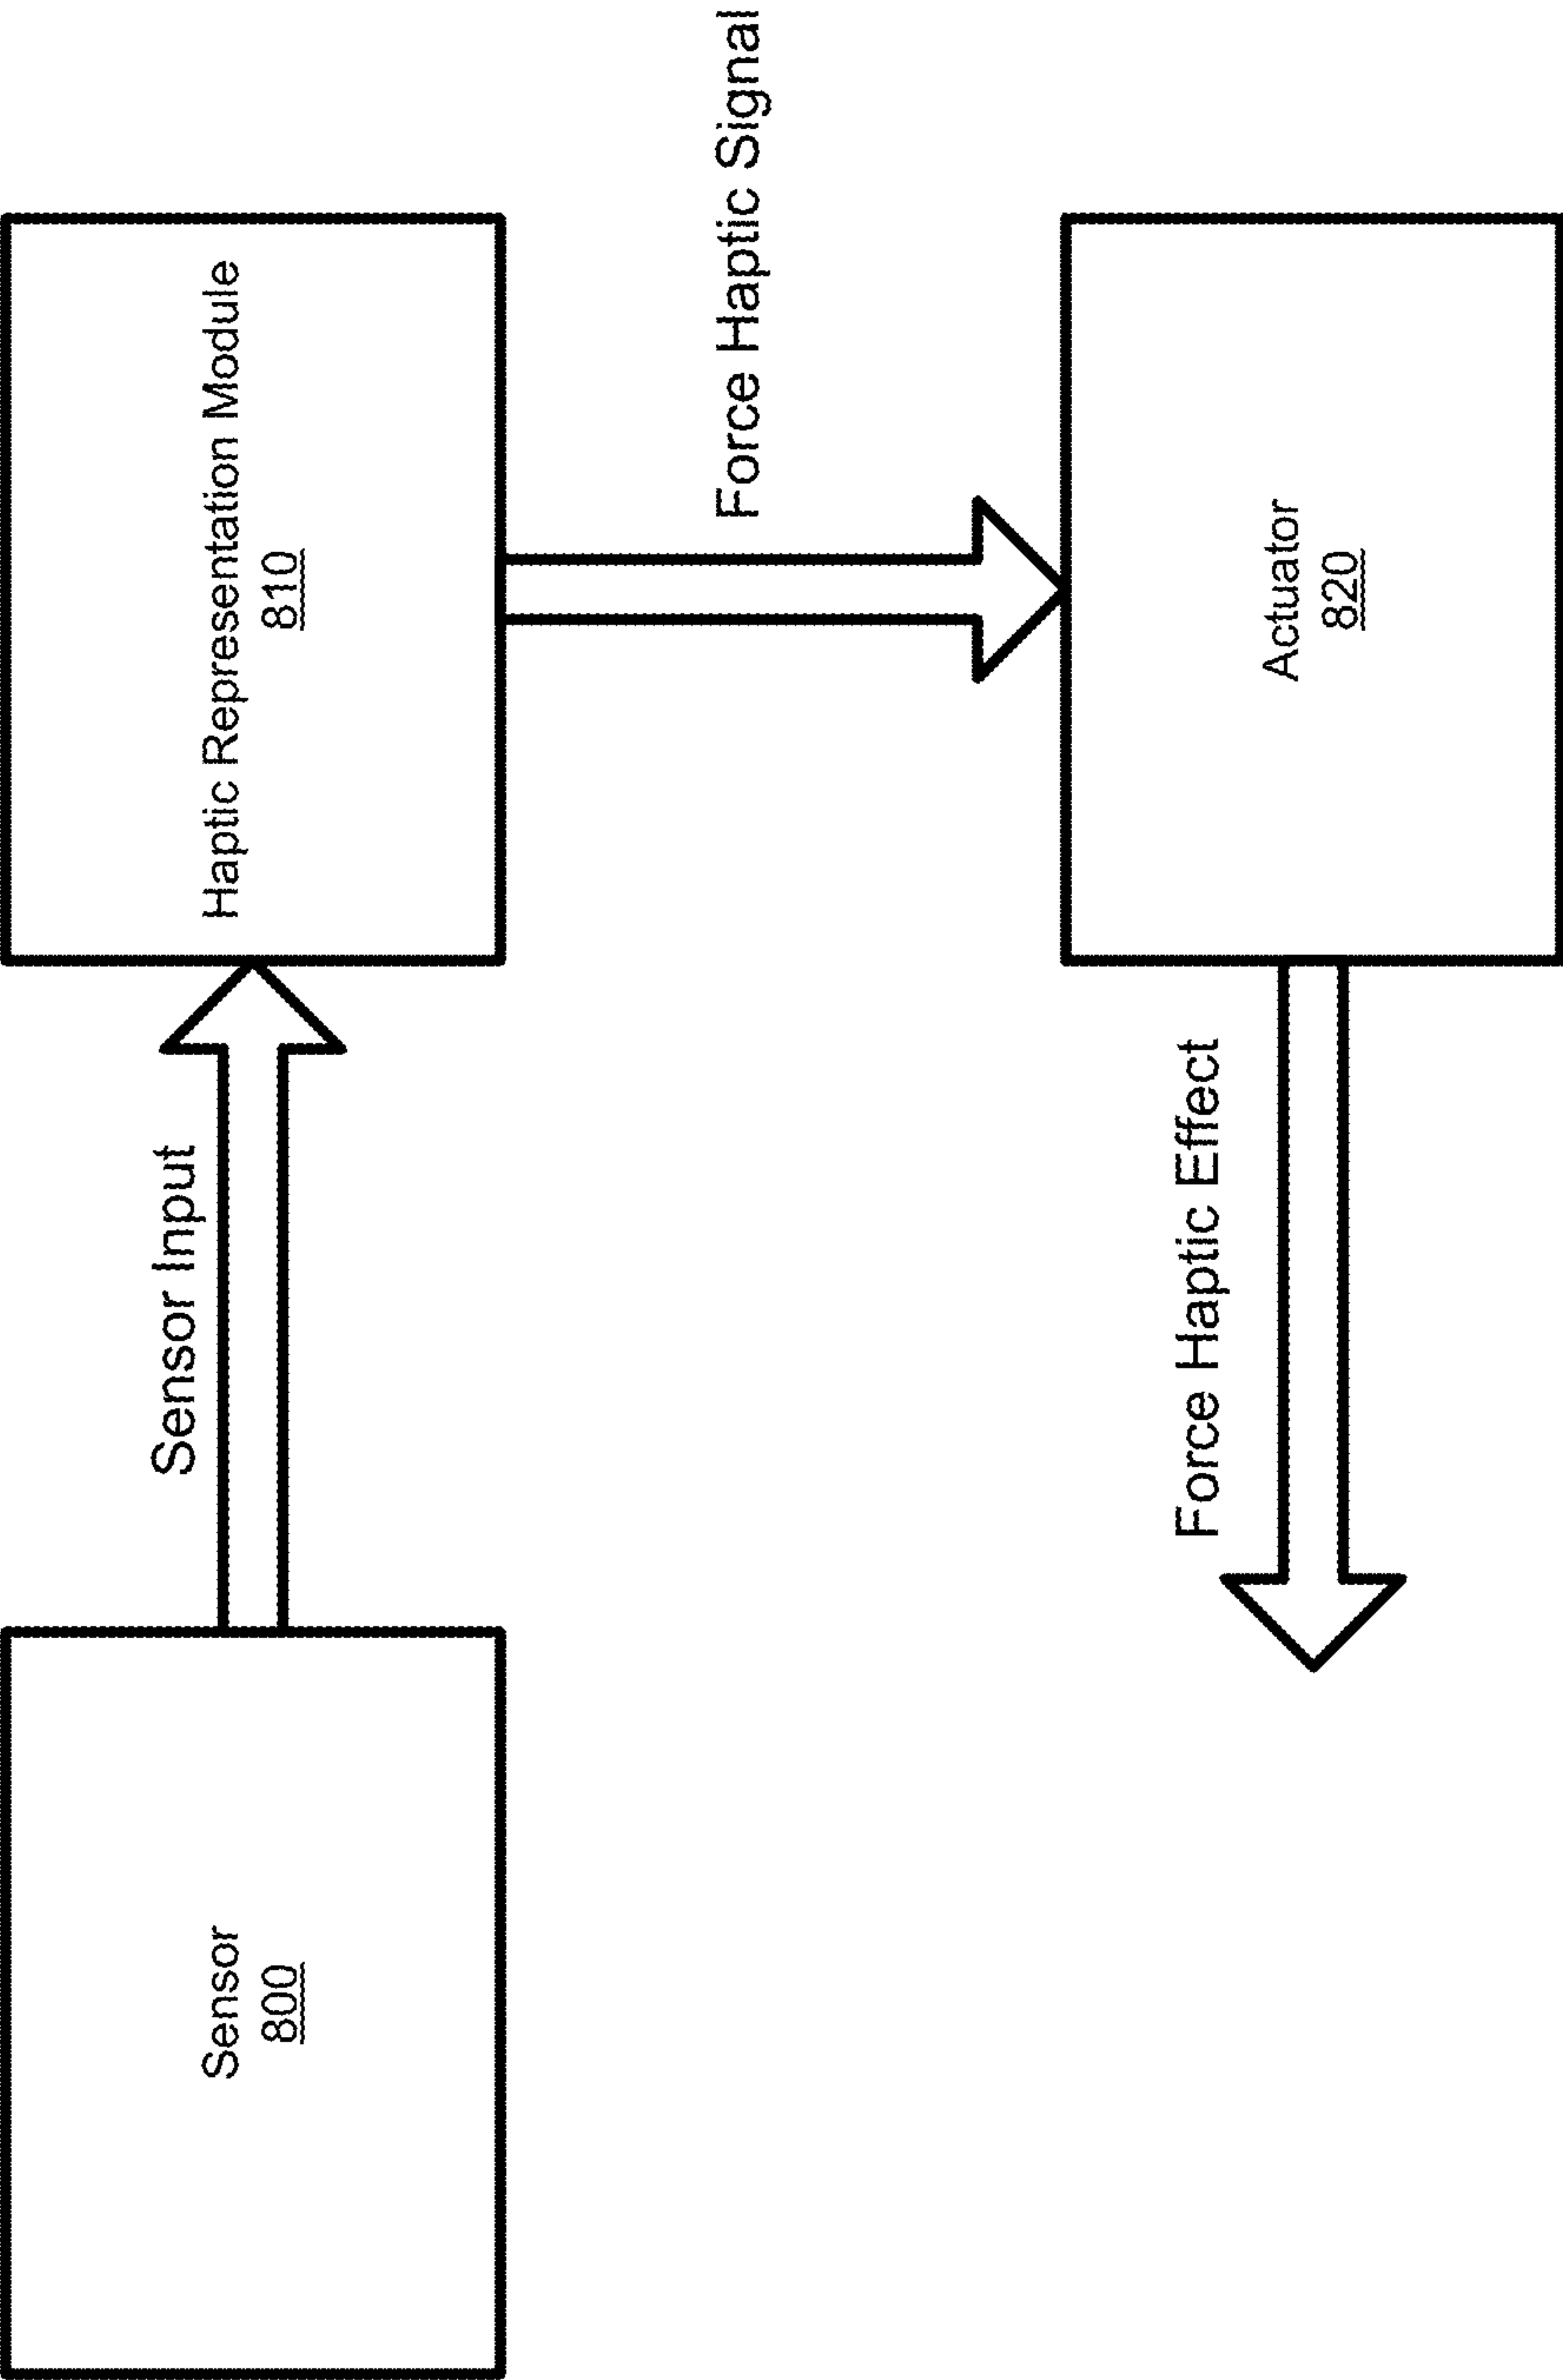 Sensor
800
Sensor Input
Haptic Representation Module
810
Force Haptic Signal
Force Haptic Effect
Actuator
820